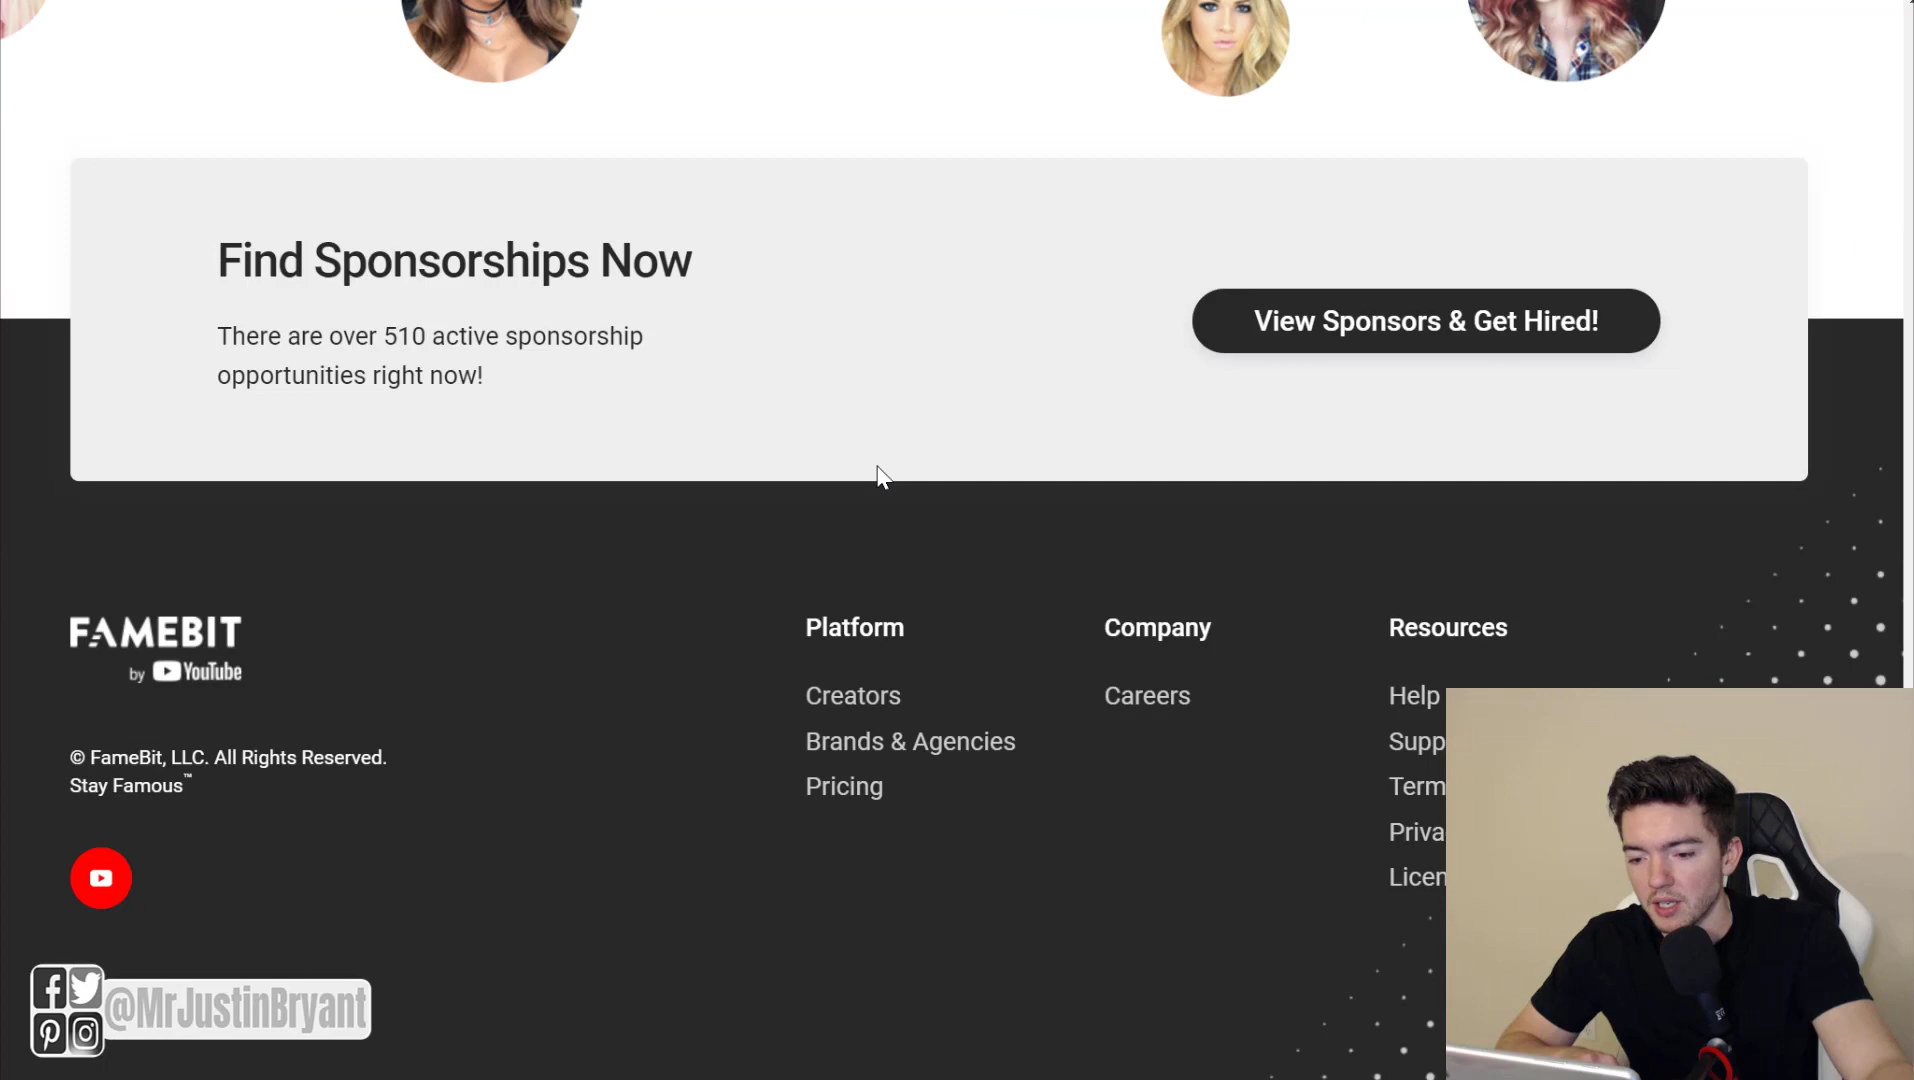 Find Sponsorships Now
There are over 510 active sponsorship
opportunities right now!
View Sponsors & Get Hired!
FAMEBIT
by YouTube
© FameBit, LLC. All Rights Reserved.
Stay Famous™
Platform
Creators
Brands & Agencies
Pricing
Company
Careers
Resources
Help
@MrJustinBryant